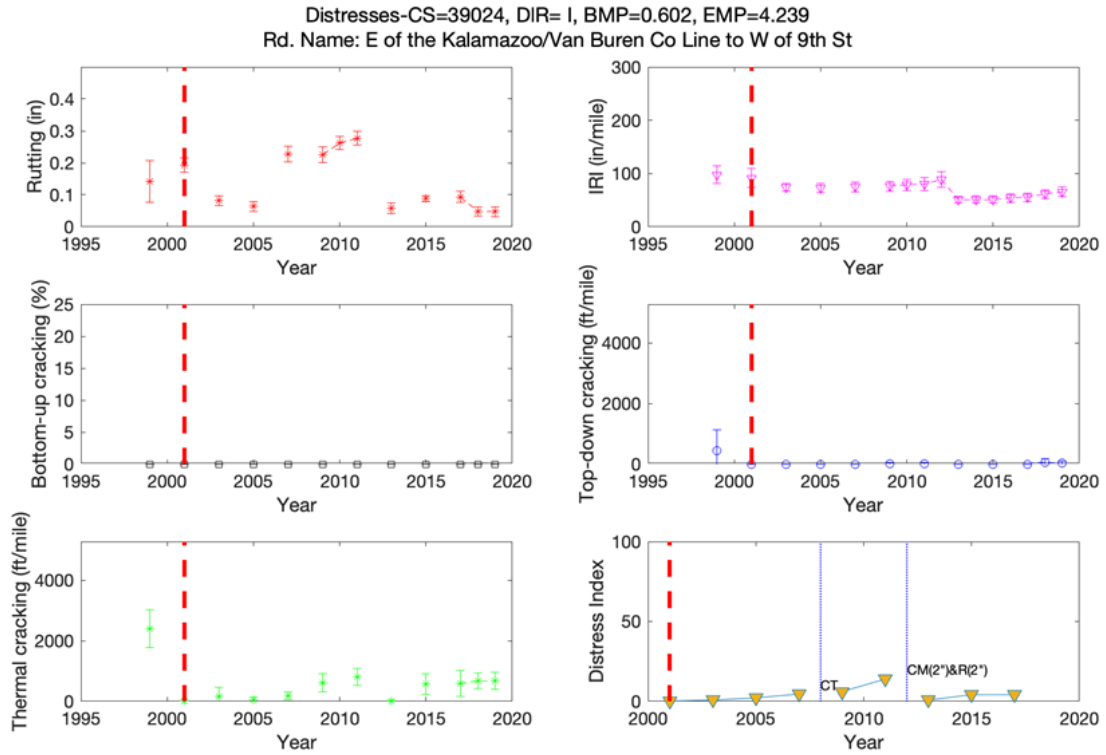 Distresses-CS=39024, DIR= I, BMP=0.602, EMP=4.239
Rd. Name: E of the Kalamazoo/Van Buren Co Line to W of 9th St
Rutting (in)
0.4
0.3
0.2
0.1
0
1995 2000 2005 2010 2015 2020
Year
IRI (in/mile)
300
200
100
0
1995 2000 2005 2010 2015 2020
Year
Bottom-up cracking (%)
25
20
15
10
5
0
1995 2000 2005 2010 2015 2020
Year
Top-down cracking (ft/mile)
4000
2000
0
1995 2000 2005 2010 2015 2020
Year
Thermal cracking (ft/mile)
4000
2000
0
1995 2000 2005 2010 2015 2020
Year
Distress Index
100
50
0
CT
CM(2")&R(2")
2000 2005 2010 2015 2020
Year